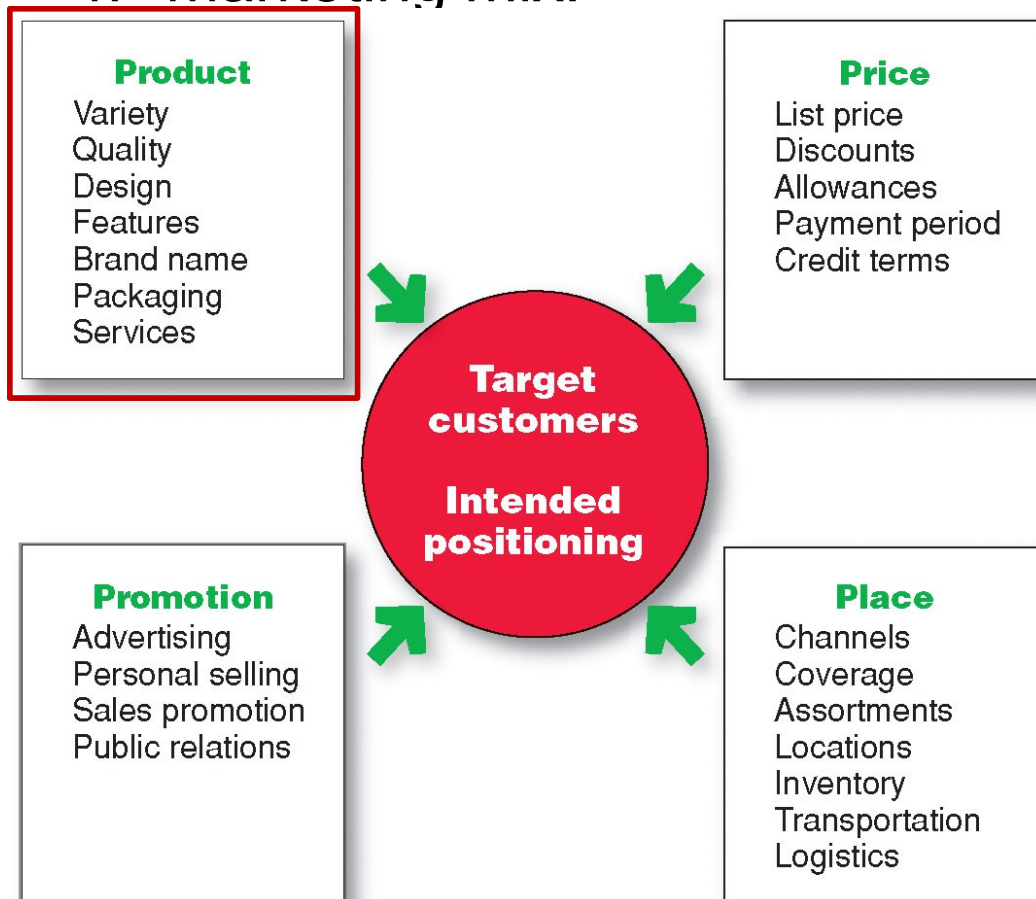 Product
Variety
Quality
Design
Features
Brand name
Packaging
Services
Price
List price
Discounts
Allowances
Payment period
Credit terms
Target
customers
Intended
positioning
Promotion
Advertising
Personal selling
Sales promotion
Public relations
Place
Channels
Coverage
Assortments
Locations
Inventory
Transportation
Logistics